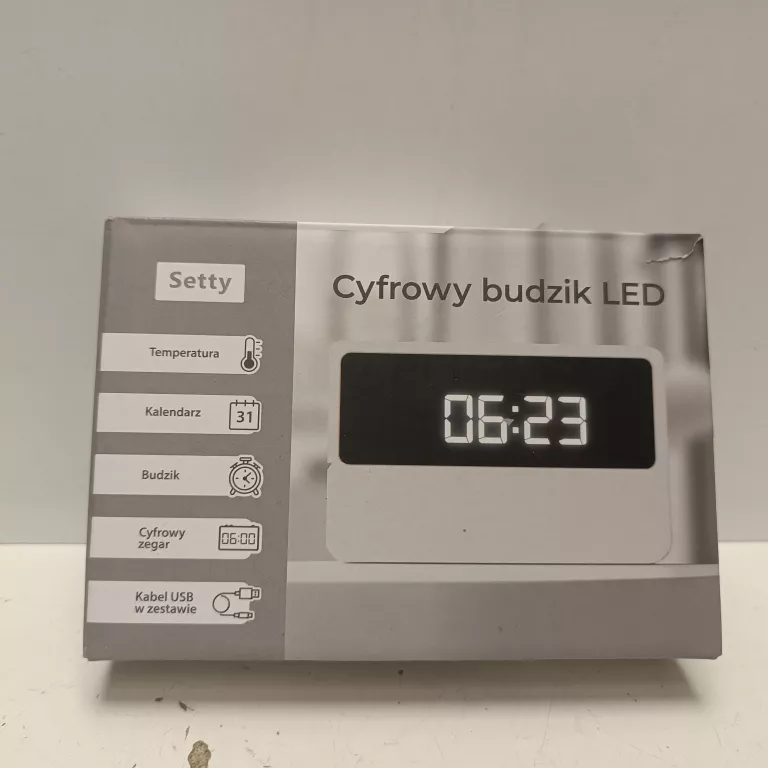 Setty
Cyfrowy budzik LED
Temperatura
Kalendarz
31
Budzik
Cyfrowy
zegar
06:00
Kabel USB
w zestawie
06:23